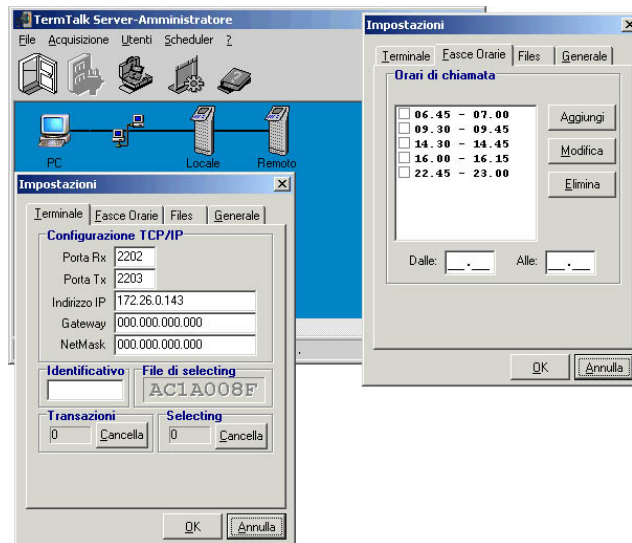 TermTalk Server-Amministratore
File Acquisizione Utenti Scheduler ?
PC Locale Remoto
Impostazioni
Terminale Fasce Orarie Files Generale
Configurazione TCP/IP
Porta Rx 2202
Porta Tx 2203
Indirizzo IP 172.26.0.143
Gateway 000.000.000.000
NetMask 000.000.000.000
Identificativo File di selecting
AC1A008F
Transazioni Selecting
0 Cancella 0 Cancella
OK Annulla
Impostazioni
Terminale Fasce Orarie Files Generale
Orari di chiamata
06.45 - 07.00
09.30 - 09.45
14.30 - 14.45
16.00 - 16.15
22.45 - 23.00
Aggiungi
Modifica
Elimina
Dalle: __.__ Alle: __.__
OK Annulla